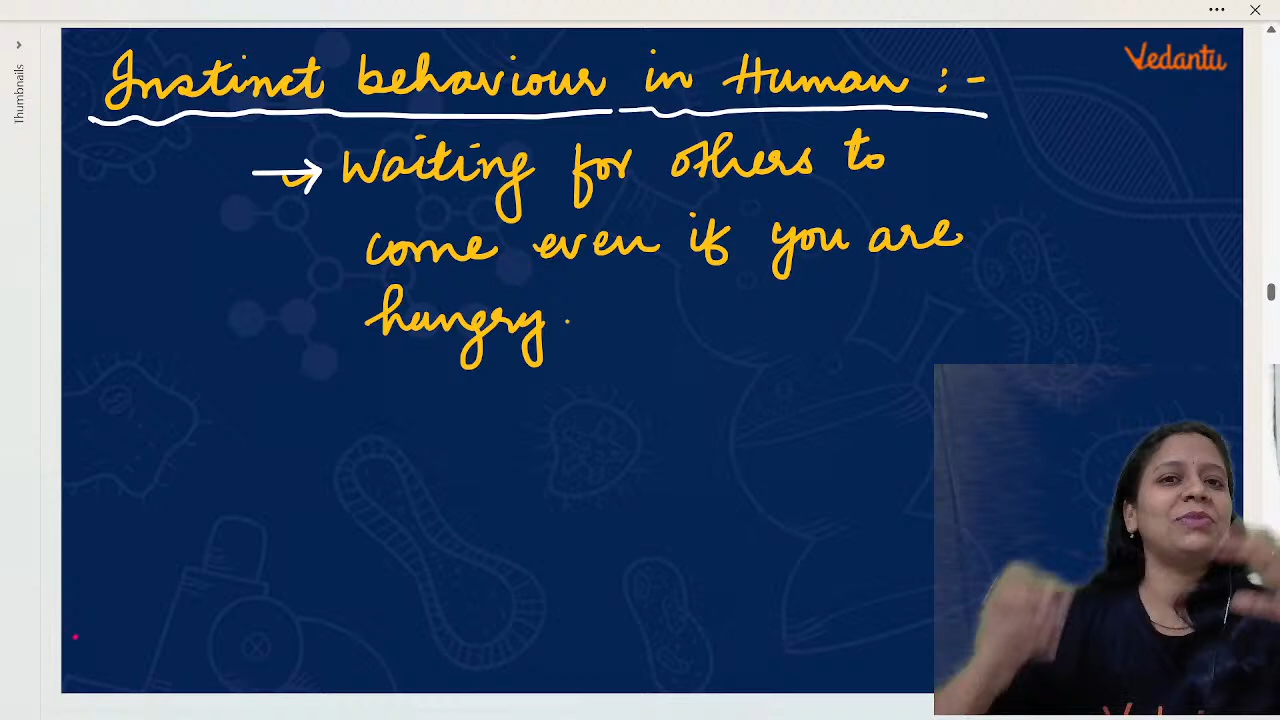 Thumbnails
Vedantu
Instinct behaviour in Human :-
→ Waiting for others to
come even if you are
hungry.